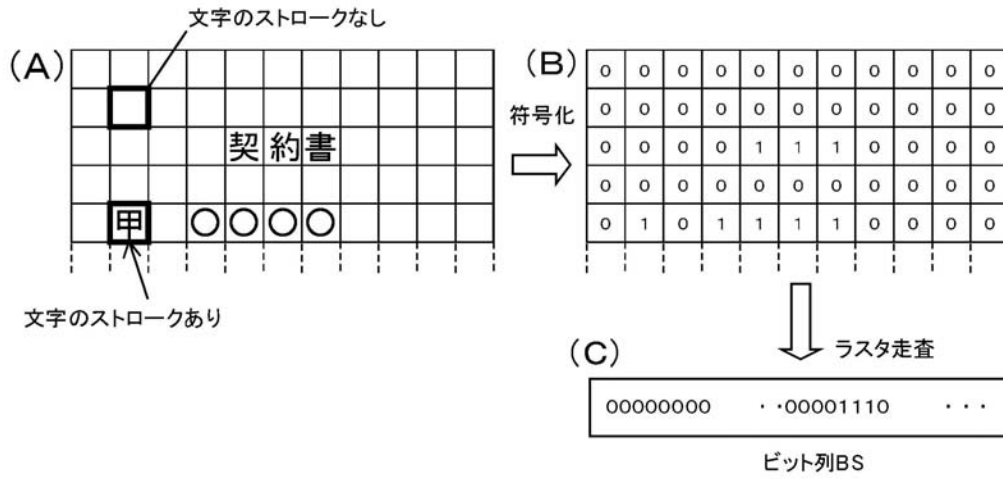 文字のストロークなし
(A)
契約書
甲 ○○○○
文字のストロークあり
符号化
(B)
0 0 0 0 0 0 0 0 0 0 0
0 0 0 0 0 0 0 0 0 0 0
0 0 0 0 1 1 1 0 0 0 0
0 0 0 0 0 0 0 0 0 0 0
0 1 0 1 1 1 1 0 0 0 0
ラスタ走査
(C)
00000000 ・・00001110 ・・・
ビット列BS